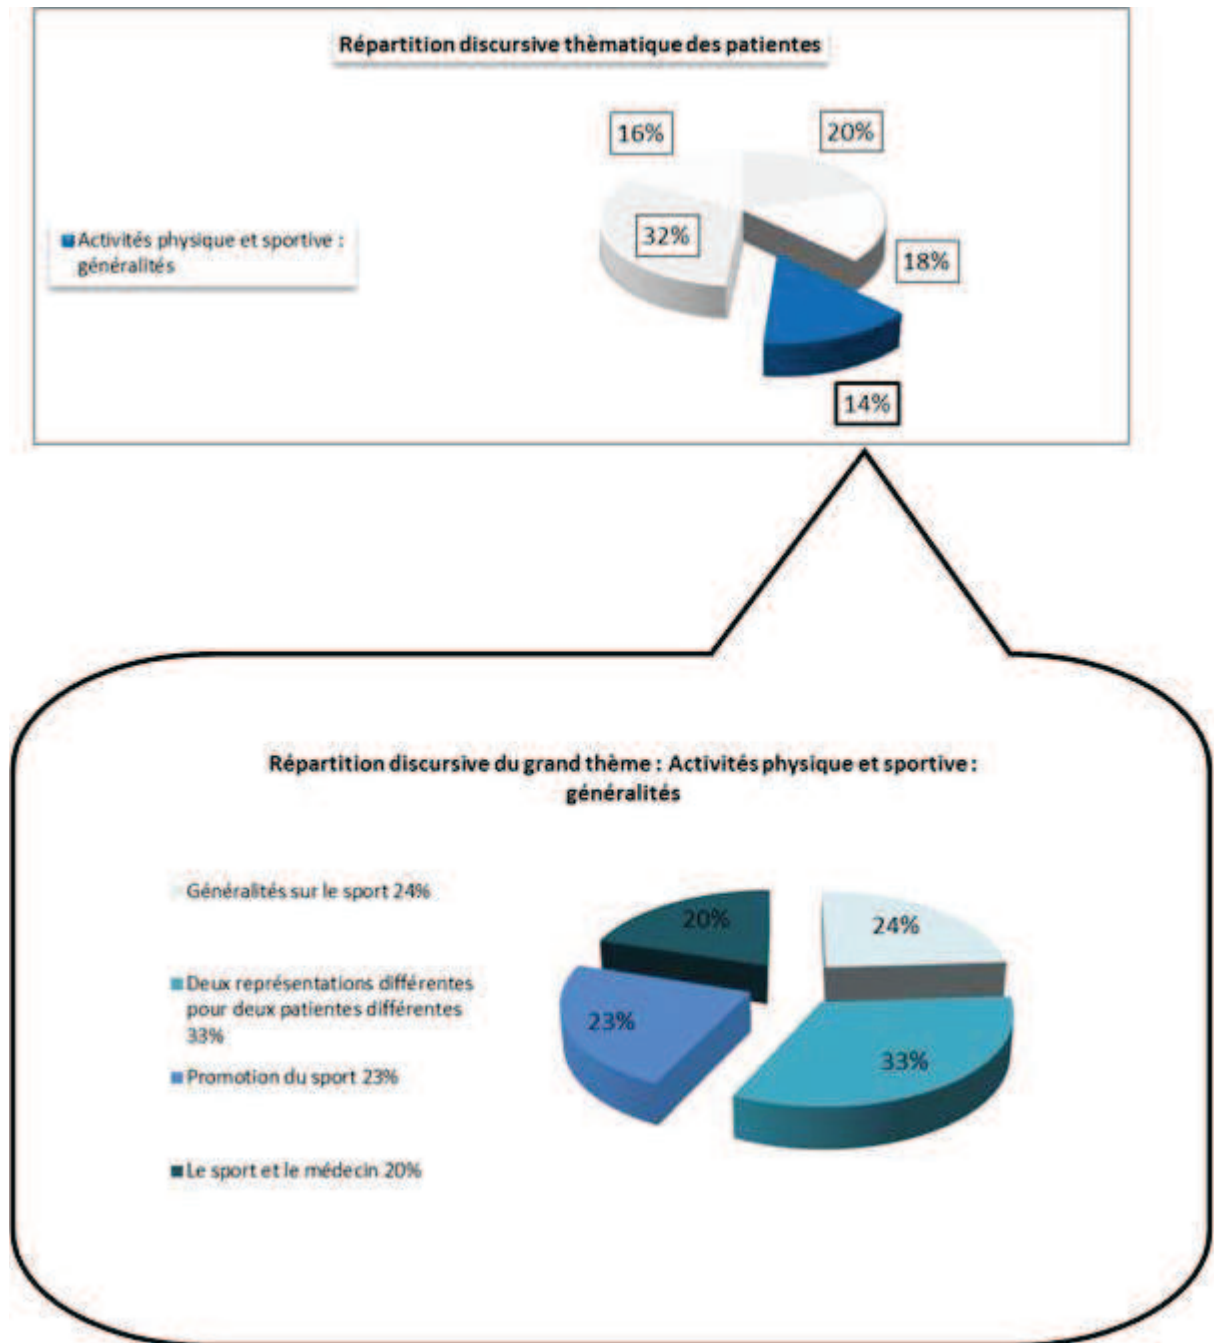 Répartition discursive thèmatique des patientes
16%
20%
32%
18%
14%
Activités physique et sportive :
généralités
Répartition discursive du grand thème : Activités physique et sportive :
généralités
Généralités sur le sport 24%
Deux représentations différentes
pour deux patientes différentes
33%
Promotion du sport 23%
Le sport et le médecin 20%
20%
24%
23%
33%